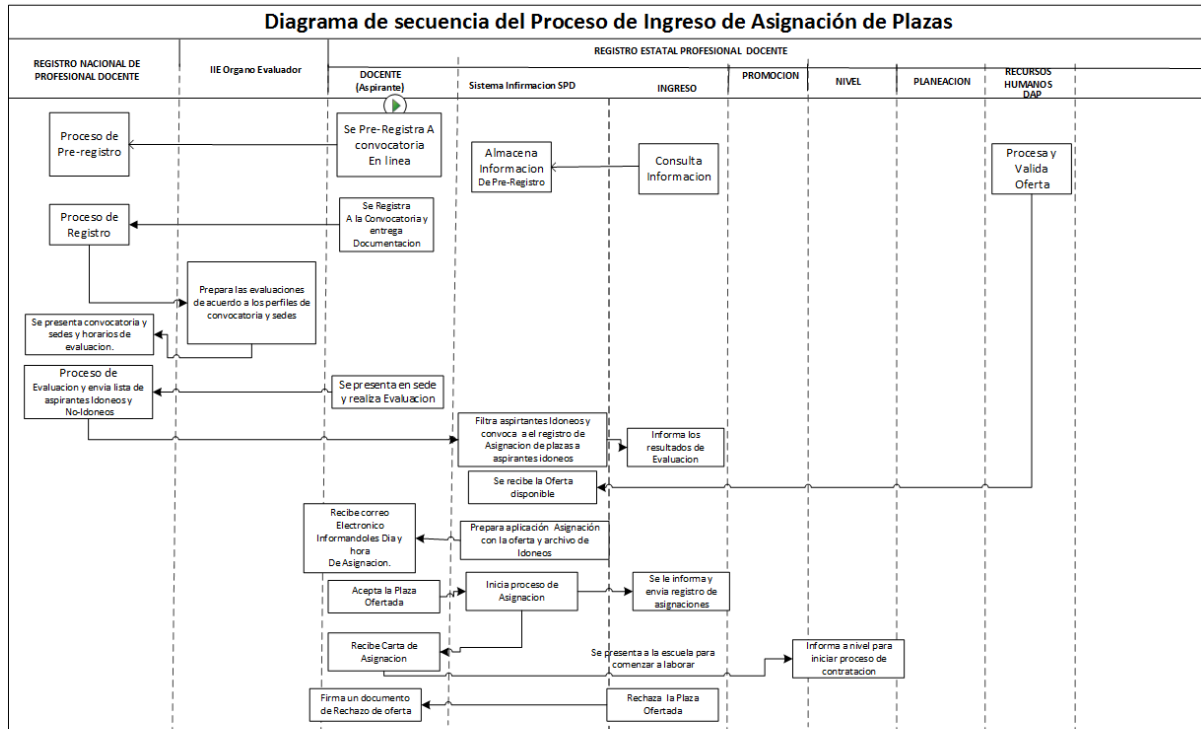 Diagrama de secuencia del Proceso de Ingreso de Asignación de Plazas
REGISTRO NACIONAL DE
PROFESIONAL DOCENTE
IIE Organo Evaluador
REGISTRO ESTATAL PROFESIONAL DOCENTE
DOCENTE
(Aspirante)
Sistema Infirmacion SPD
INGRESO
PROMOCION
NIVEL
PLANEACION
RECURSOS
HUMANOS
DAP
Proceso de
Pre-registro
Se Pre-Registra A
convocatoria
En linea
Almacena
Informacion
De Pre-Registro
Consulta
Informacion
Procesa y
Valida
Oferta
Proceso de
Registro
Se Registra
A la Convocatoria y
entrega
Documentacion
Prepara las evaluaciones
de acuerdo a los perfiles de
convocatoria y sedes
Se presenta convocatoria y
sedes y horarios de
evaluacion.
Proceso de
Evaluacion y envia lista de
aspirantes Idoneos y
No-Idoneos
Se presenta en sede
y realiza Evaluacion
Filtra aspirtantes Idoneos y
convoca a el registro de
Asignacion de plazas a
aspirantes idoneos
Informa los
resultados de
Evaluacion
Se recibe la Oferta
disponible
Recibe correo
Electronico
Informandoles Dia y
hora
De Asignacion.
Prepara aplicación Asignación
con la oferta y archivo de
Idoneos
Acepta la Plaza
Ofertada
Inicia proceso de
Asignacion
Se le informa y
envia registro de
asignaciones
Recibe Carta de
Asignacion
Se presenta a la escuela para
comenzar a laborar
Informa a nivel para
iniciar proceso de
contratacion
Firma un documento
de Rechazo de oferta
Rechaza la Plaza
Ofertada